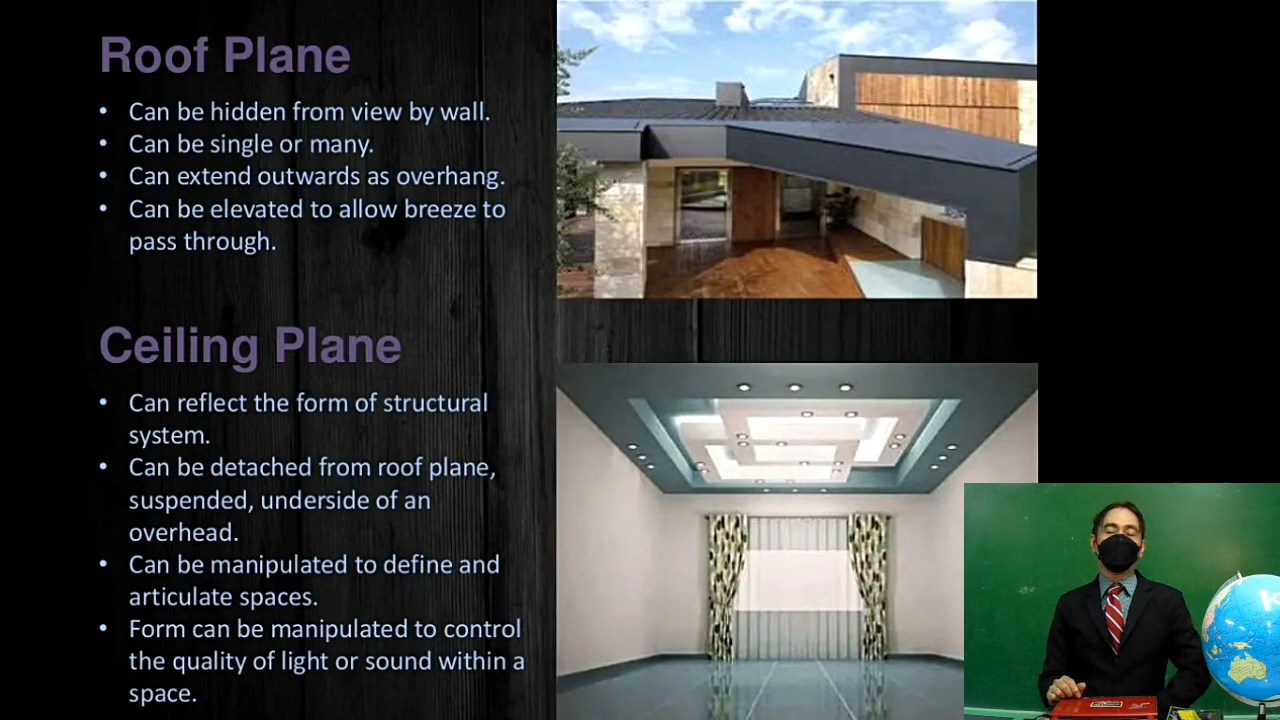 Roof Plane
• Can be hidden from view by wall.
• Can be single or many.
• Can extend outwards as overhang.
• Can be elevated to allow breeze to
pass through.
Ceiling Plane
• Can reflect the form of structural
system.
• Can be detached from roof plane,
suspended, underside of an
overhead.
• Can be manipulated to define and
articulate spaces.
• Form can be manipulated to control
the quality of light or sound within a
space.